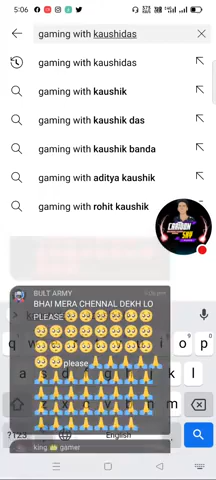 5:06
gaming with kaushidas
gaming with kaushidas
gaming with kaushik
gaming with kaushik das
gaming with kaushik banda
gaming with aditya kaushik
gaming with rohit kaushik
BULT ARMY
BHAI MERA CHENNAL DEKH LO
PLEASE🥺🥺🥺🥺🥺🥺
🥺🥺🥺🥺🥺🥺🥺🥺
🥺🥺🥺🥺🥺🥺🥺🥺
🥺🥺please🙏🙏🙏🙏🙏
king 👑 gamer
q o p
a s d k l
?123 English